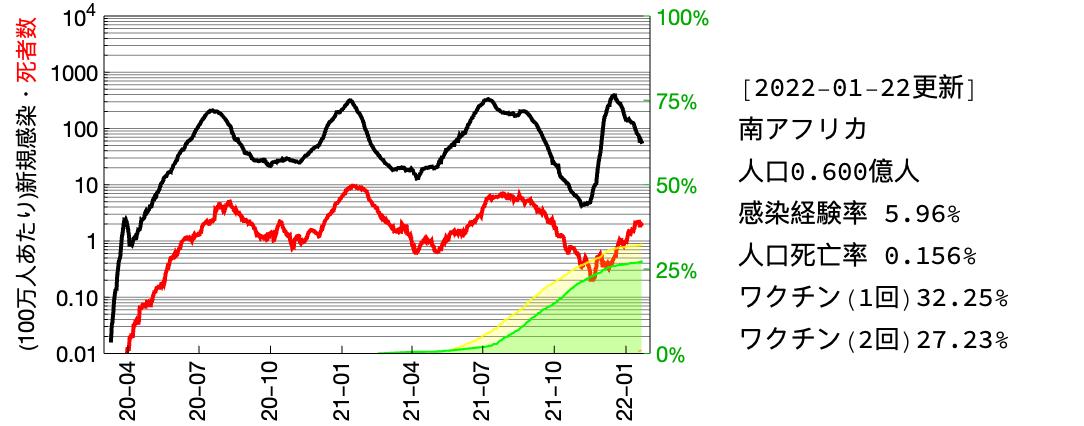 (100万人あたり)新規感染・死者数
10^4
1000
100
10
1
0.10
0.01
100%
75%
50%
25%
0%
20-04
20-07
20-10
21-01
21-04
21-07
21-10
22-01
[2022-01-22更新]
南アフリカ
人口0.600億人
感染経験率 5.96%
人口死亡率 0.156%
ワクチン(1回)32.25%
ワクチン(2回)27.23%